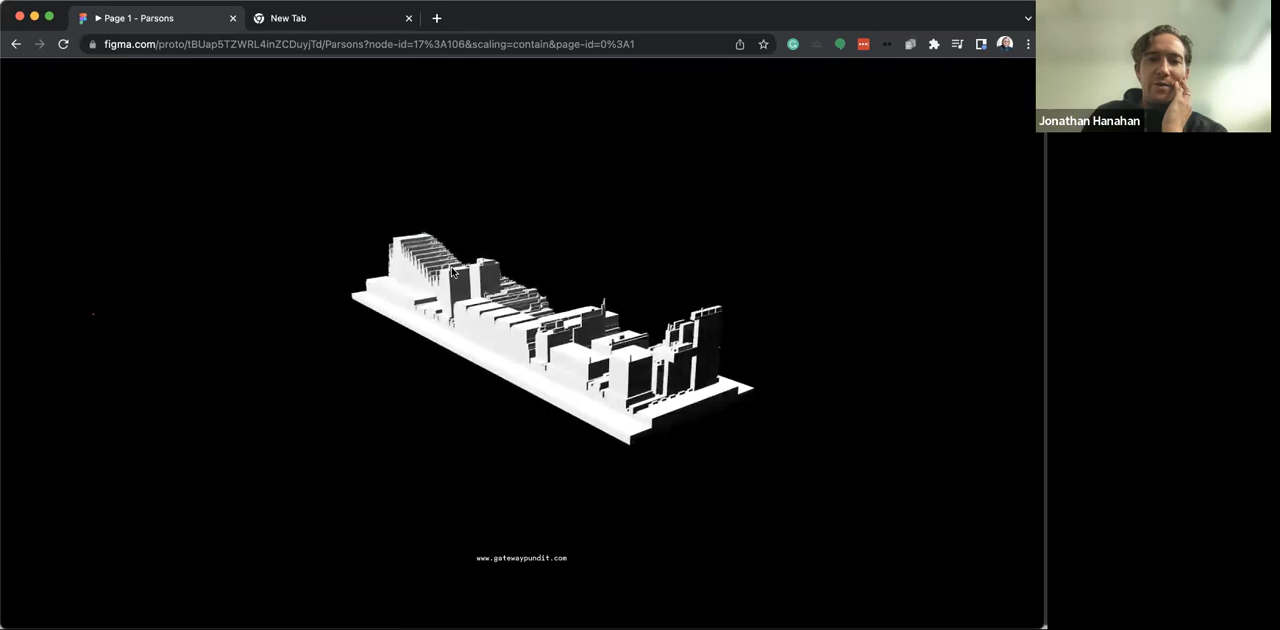 ▶ Page 1 - Parsons
New Tab
figma.com/proto/tBUap5TZWRL4inZCDuyjTd/Parsons?node-id=17%3A106&scaling=contain&page-id=0%3A1
Jonathan Hanahan
www.gatewaypundit.com